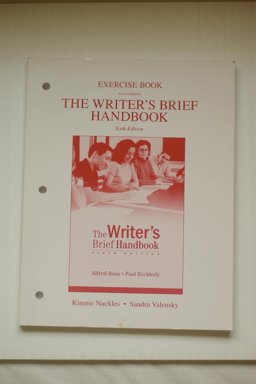 EXERCISE BOOK
to accompany
THE WRITER'S BRIEF
HANDBOOK
Sixth Edition
The Writer's
Brief Handbook
SIXTH EDITION
Alfred Rosa • Paul Eschholz
Kimme Nuckles • Sandra Valensky